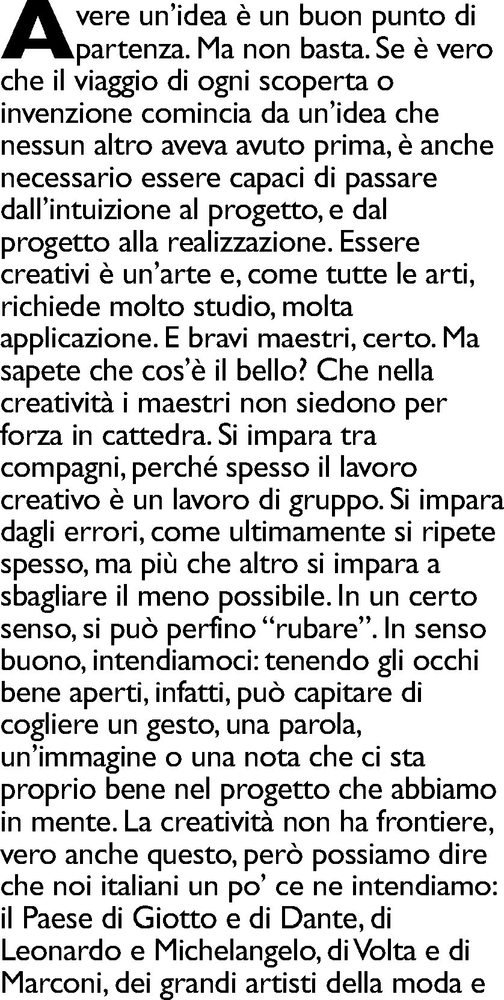 Avere un’idea è un buon punto di
partenza. Ma non basta. Se è vero
che il viaggio di ogni scoperta o
invenzione comincia da un’idea che
nessun altro aveva avuto prima, è anche
necessario essere capaci di passare
dall’intuizione al progetto, e dal
progetto alla realizzazione. Essere
creativi è un’arte e, come tutte le arti,
richiede molto studio, molta
applicazione. E bravi maestri, certo. Ma
sapete che cos’è il bello? Che nella
creatività i maestri non siedono per
forza in cattedra. Si impara tra
compagni, perché spesso il lavoro
creativo è un lavoro di gruppo. Si impara
dagli errori, come ultimamente si ripete
spesso, ma più che altro si impara a
sbagliare il meno possibile. In un certo
senso, si può perfino “rubare”. In senso
buono, intendiamoci: tenendo gli occhi
bene aperti, infatti, può capitare di
cogliere un gesto, una parola,
un’immagine o una nota che ci sta
proprio bene nel progetto che abbiamo
in mente. La creatività non ha frontiere,
vero anche questo, però possiamo dire
che noi italiani un po’ ce ne intendiamo:
il Paese di Giotto e di Dante, di
Leonardo e Michelangelo, di Volta e di
Marconi, dei grandi artisti della moda e